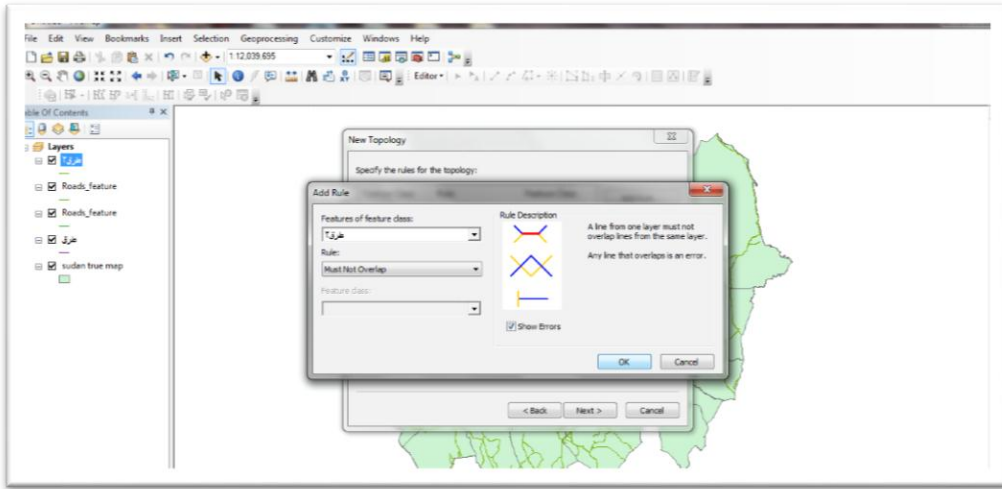 File Edit View Bookmarks Insert Selection Geoprocessing Customize Windows Help
1:12,039,695
Editor
Table Of Contents
Layers
طرق٢
Roads_feature
Roads_feature
طرق
sudan true map
New Topology
Specify the rules for the topology:
Add Rule
Features of feature class:
طرق٢
Rule:
Must Not Overlap
Feature class:
Rule Description
A line from one layer must not
overlap lines from the same layer.
Any line that overlaps is an error.
Show Errors
OK Cancel
< Back Next > Cancel